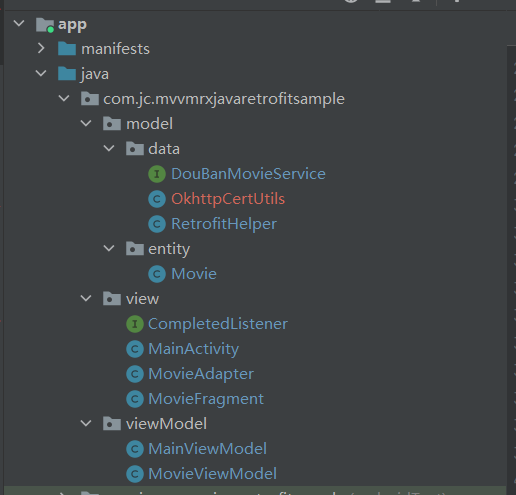 app
manifests
java
com.jc.mvvmrxjavaretrofitsample
model
data
I DouBanMovieService
C OkhttpCertUtils
C RetrofitHelper
entity
C Movie
view
I CompletedListener
C MainActivity
C MovieAdapter
C MovieFragment
viewModel
C MainViewModel
C MovieViewModel